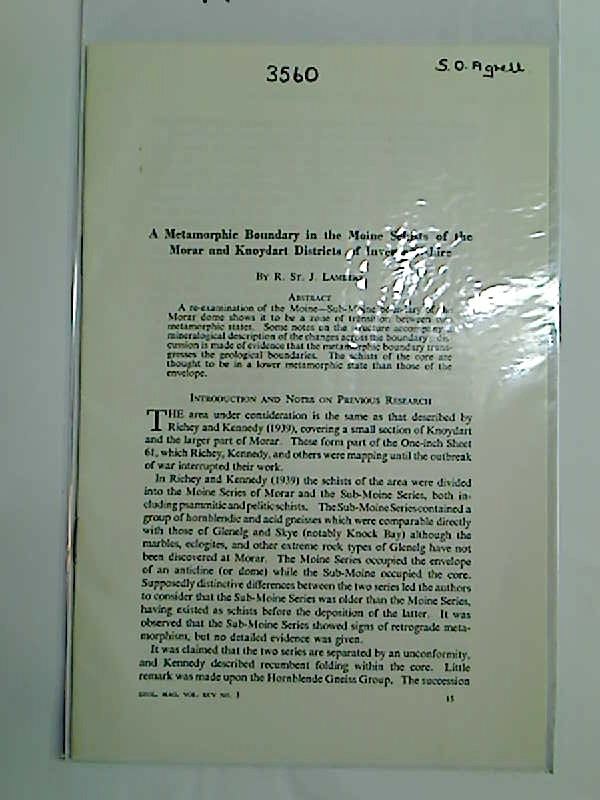 3560
S. O. Agrell
A Metamorphic Boundary in the Moine Schists of the
Morar and Knoydart Districts of
BY R. ST. J. LAMBERT
ABSTRACT
A re-examination of the Moine—Sub-Moine boundary of the
Morar dome shows it to be a zone of transition between two
metamorphic states. Some notes on the structure accompany a
mineralogical description of the changes across the boundary; dis-
cussion is made of evidence that the metamorphic boundary trans-
gresses the geological boundaries. The schists of the core are
thought to be in a lower metamorphic state than those of the
envelope.
INTRODUCTION AND NOTES ON PREVIOUS RESEARCH
THE area under consideration is the same as that described by
Richey and Kennedy (1939), covering a small section of Knoydart
and the larger part of Morar. These form part of the One-inch Sheet
61, which Richey, Kennedy, and others were mapping until the outbreak
of war interrupted their work.
In Richey and Kennedy (1939) the schists of the area were divided
into the Moine Series of Morar and the Sub-Moine Series, both in-
cluding psammitic and pelitic schists. The Sub-Moine Series contained a
group of hornblendic and acid gneisses which were comparable directly
with those of Glenelg and Skye (notably Knock Bay) although the
marbles, eclogites, and other extreme rock types of Glenelg have not
been discovered at Morar. The Moine Series occupied the envelope
of an anticline (or dome) while the Sub-Moine occupied the core.
Supposedly distinctive differences between the two series led the authors
to consider that the Sub-Moine Series was older than the Moine Series,
having existed as schists before the deposition of the latter. It was
observed that the Sub-Moine Series showed signs of retrograde meta-
morphism, but no detailed evidence was given.
It was claimed that the two series are separated by an unconformity,
and Kennedy described recumbent folding within the core. Little
remark was made upon the Hornblende Gneiss Group. The succession
GEOL. MAG. VOL. XCV NO. 3
15